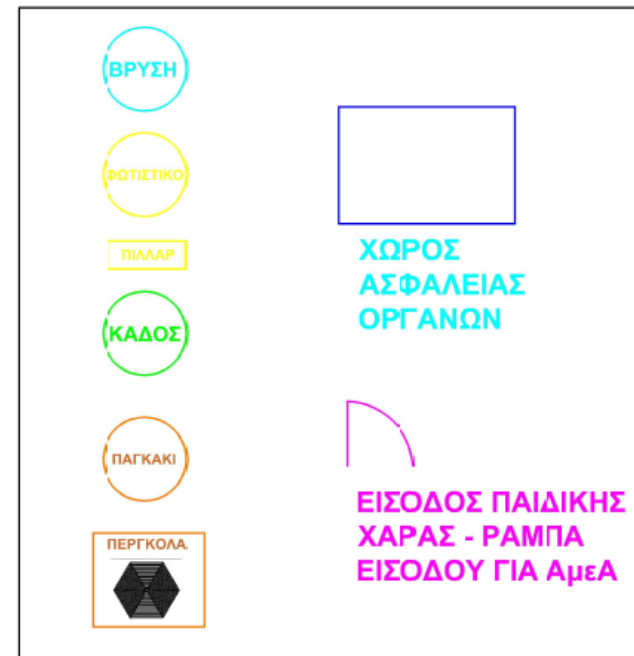 ΒΡΥΣΗ
ΦΩΤΙΣΤΙΚΟ
ΠΙΛΛΑΡ
ΚΑΔΟΣ
ΠΑΓΚΑΚΙ
ΠΕΡΓΚΟΛΑ
ΧΩΡΟΣ
ΑΣΦΑΛΕΙΑΣ
ΟΡΓΑΝΩΝ
ΕΙΣΟΔΟΣ ΠΑΙΔΙΚΗΣ
ΧΑΡΑΣ - ΡΑΜΠΑ
ΕΙΣΟΔΟΥ ΓΙΑ ΑμεΑ